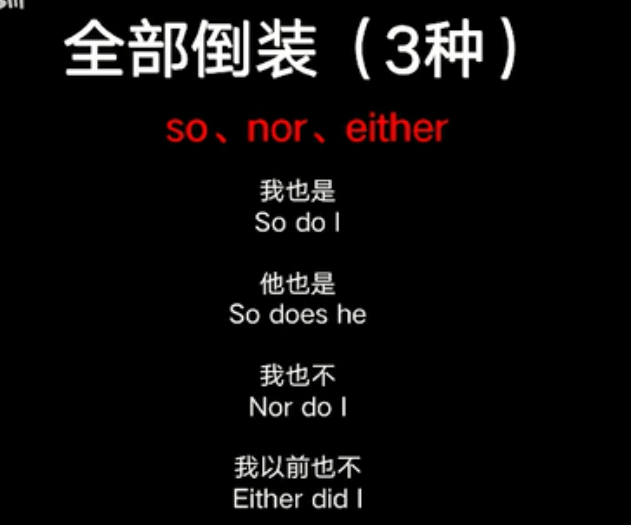 全部倒装（3种）
so、nor、either
我也是
So do I
他也是
So does he
我也不
Nor do I
我以前也不
Either did I